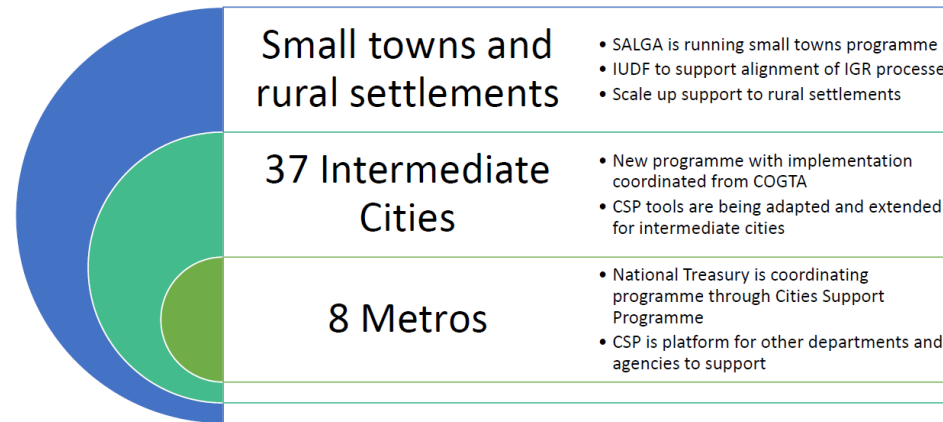 Small towns and
rural settlements
• SALGA is running small towns programme
• IUDF to support alignment of IGR processe
• Scale up support to rural settlements
37 Intermediate
Cities
• New programme with implementation
coordinated from COGTA
• CSP tools are being adapted and extended
for intermediate cities
8 Metros
• National Treasury is coordinating
programme through Cities Support
Programme
• CSP is platform for other departments and
agencies to support